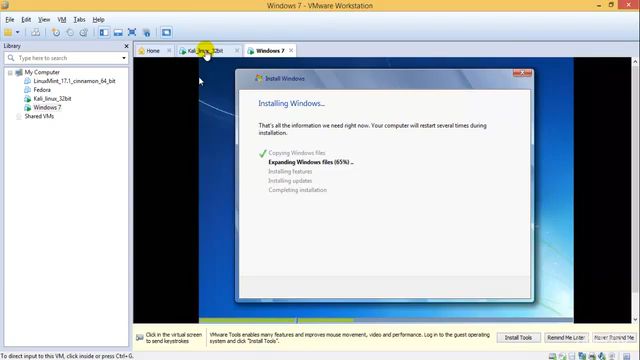 Windows 7 - VMware Workstation
File Edit View VM Tabs Help
Library
Type here to search
My Computer
LinuxMint_17.1_cinnamon_64_bit
Fedora
Kali_linux_32bit
Windows 7
Shared VMs
Home
Kali_linux_32bit
Windows 7
Install Windows
Installing Windows...
That's all the information we need right now. Your computer will restart several times during
installation.
Copying Windows files
Expanding Windows files (65%) ...
Installing features
Installing updates
Completing installation
Click in the virtual screen
to send keystrokes
VMware Tools enables many features and improves mouse movement, video and performance. Log in to the guest operating
system and click "Install Tools".
Install Tools
Remind Me Later
Never Remind Me
To direct input to this VM, click inside or press Ctrl+G.